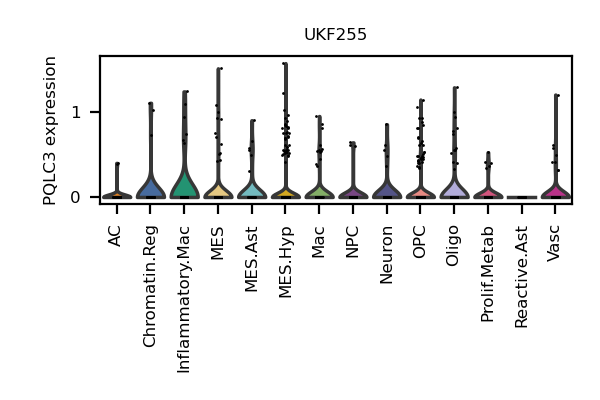 UKF255
PQLC3 expression
1
0
AC
Chromatin.Reg
Inflammatory.Mac
MES
MES.Ast
MES.Hyp
Mac
NPC
Neuron
OPC
Oligo
Prolif.Metab
Reactive.Ast
Vasc